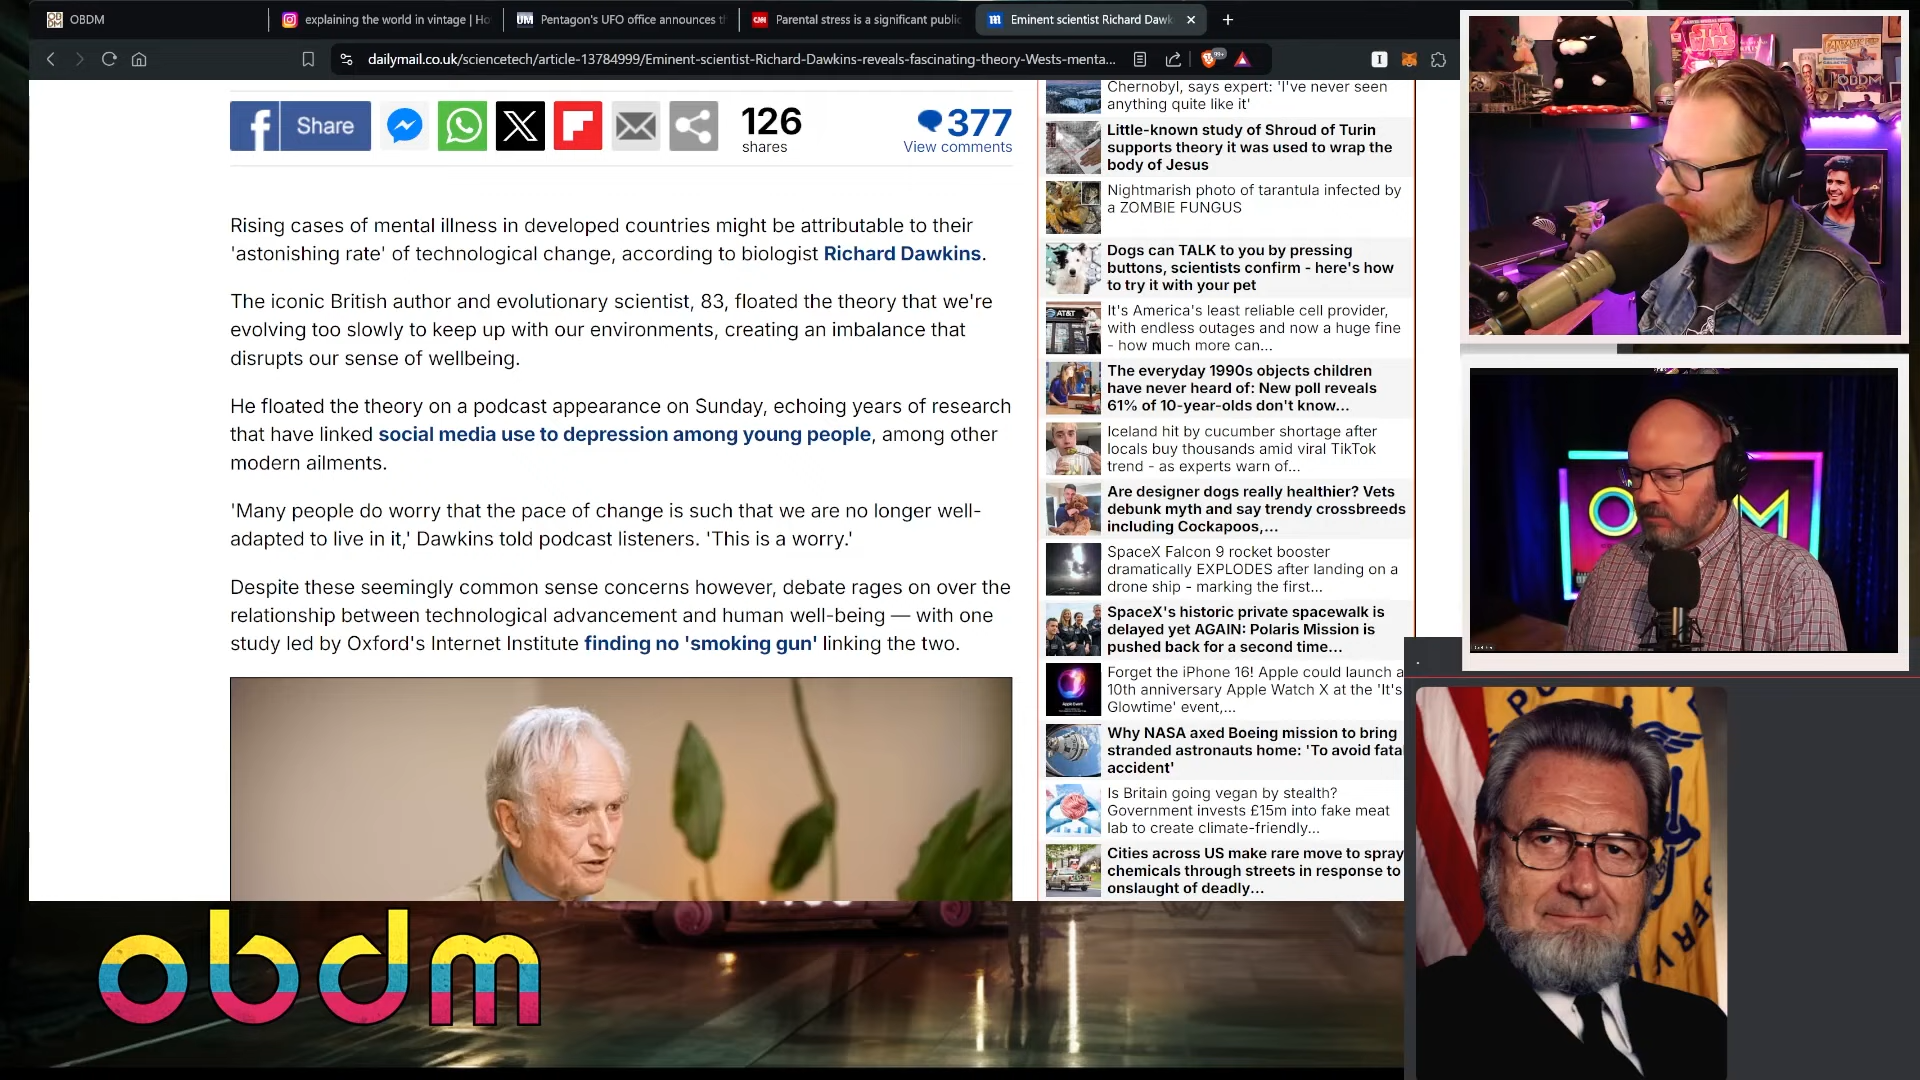 OBDM
explaining the world in vintage | Ho
UM
Pentagon's UFO office announces t
CNN
Parental stress is a significant public
m
Eminent scientist Richard Dawk
dailymail.co.uk/sciencetech/article-13784999/Eminent-scientist-Richard-Dawkins-reveals-fascinating-theory-Wests-menta...
99+
f Share
126
shares
377
View comments
Rising cases of mental illness in developed countries might be attributable to their
'astonishing rate' of technological change, according to biologist Richard Dawkins.
The iconic British author and evolutionary scientist, 83, floated the theory that we're
evolving too slowly to keep up with our environments, creating an imbalance that
disrupts our sense of wellbeing.
He floated the theory on a podcast appearance on Sunday, echoing years of research
that have linked social media use to depression among young people, among other
modern ailments.
'Many people do worry that the pace of change is such that we are no longer well-
adapted to live in it,' Dawkins told podcast listeners. 'This is a worry.'
Despite these seemingly common sense concerns however, debate rages on over the
relationship between technological advancement and human well-being — with one
study led by Oxford's Internet Institute finding no 'smoking gun' linking the two.
Chernobyl, says expert: 'I've never seen
anything quite like it'
Little-known study of Shroud of Turin
supports theory it was used to wrap the
body of Jesus
Nightmarish photo of tarantula infected by
a ZOMBIE FUNGUS
Dogs can TALK to you by pressing
buttons, scientists confirm - here's how
to try it with your pet
AT&T
It's America's least reliable cell provider,
with endless outages and now a huge fine
- how much more can...
The everyday 1990s objects children
have never heard of: New poll reveals
61% of 10-year-olds don't know...
Iceland hit by cucumber shortage after
locals buy thousands amid viral TikTok
trend - as experts warn of...
Are designer dogs really healthier? Vets
debunk myth and say trendy crossbreeds
including Cockapoos,...
SpaceX Falcon 9 rocket booster
dramatically EXPLODES after landing on a
drone ship - marking the first...
SpaceX's historic private spacewalk is
delayed yet AGAIN: Polaris Mission is
pushed back for a second time...
Forget the iPhone 16! Apple could launch a
10th anniversary Apple Watch X at the 'It's
Glowtime' event,...
Why NASA axed Boeing mission to bring
stranded astronauts home: 'To avoid fata
accident'
Is Britain going vegan by stealth?
Government invests £15m into fake meat
lab to create climate-friendly...
Cities across US make rare move to spray
chemicals through streets in response to
onslaught of deadly...
STAR WARS
OBDM
obdm